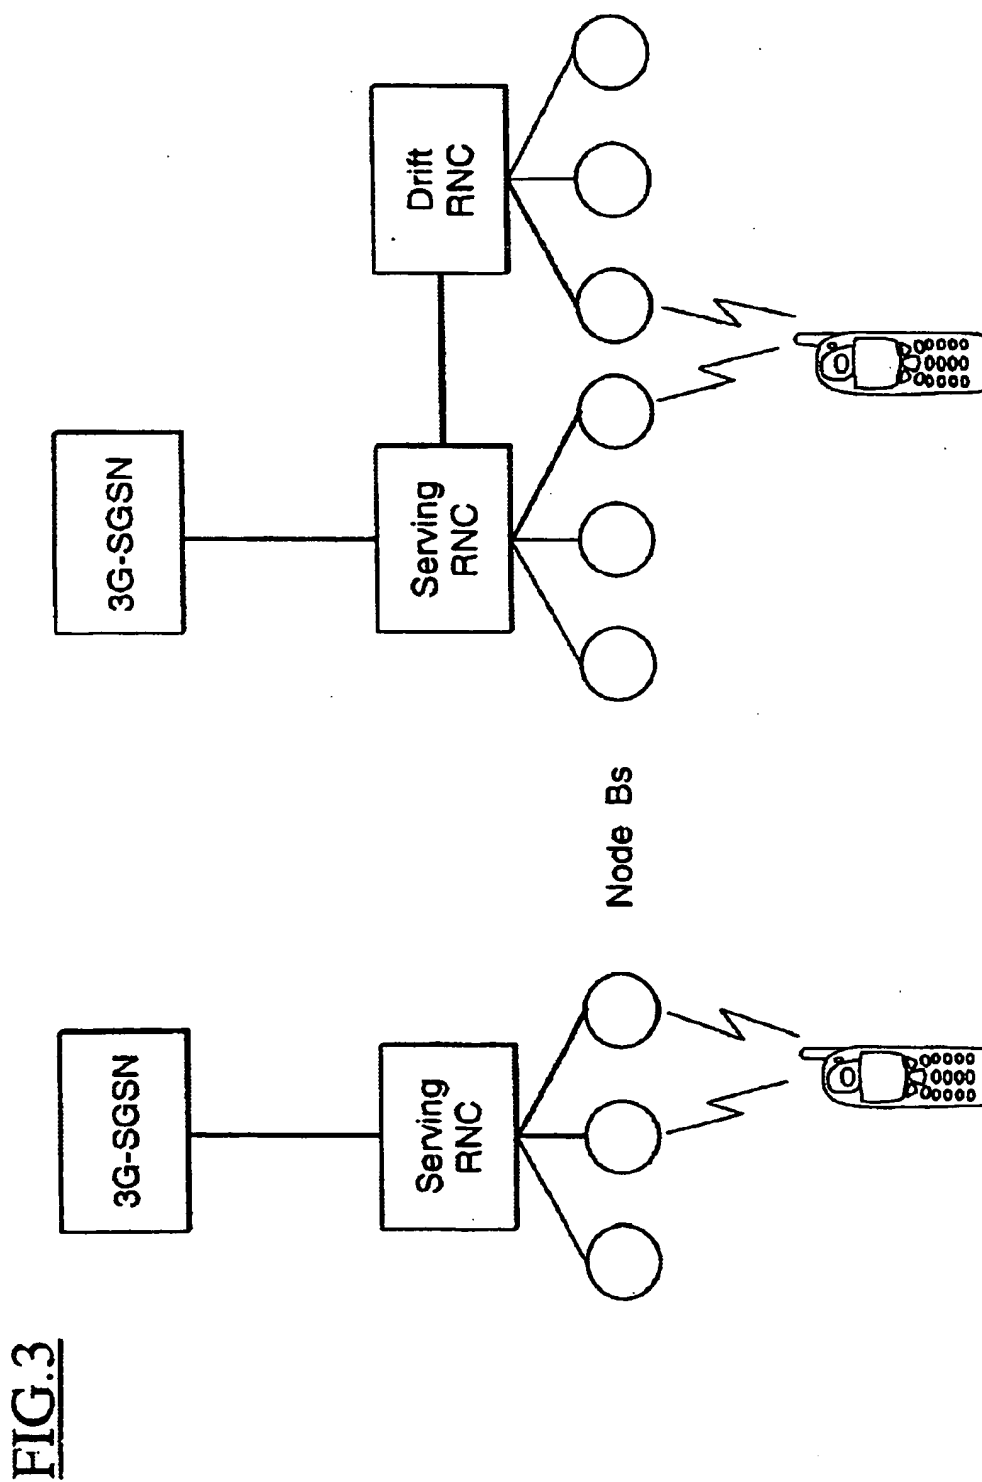 FIG.3
3G-SGSN
3G-SGSN
Serving
RNC
Serving
RNC
Drift
RNC
Node Bs